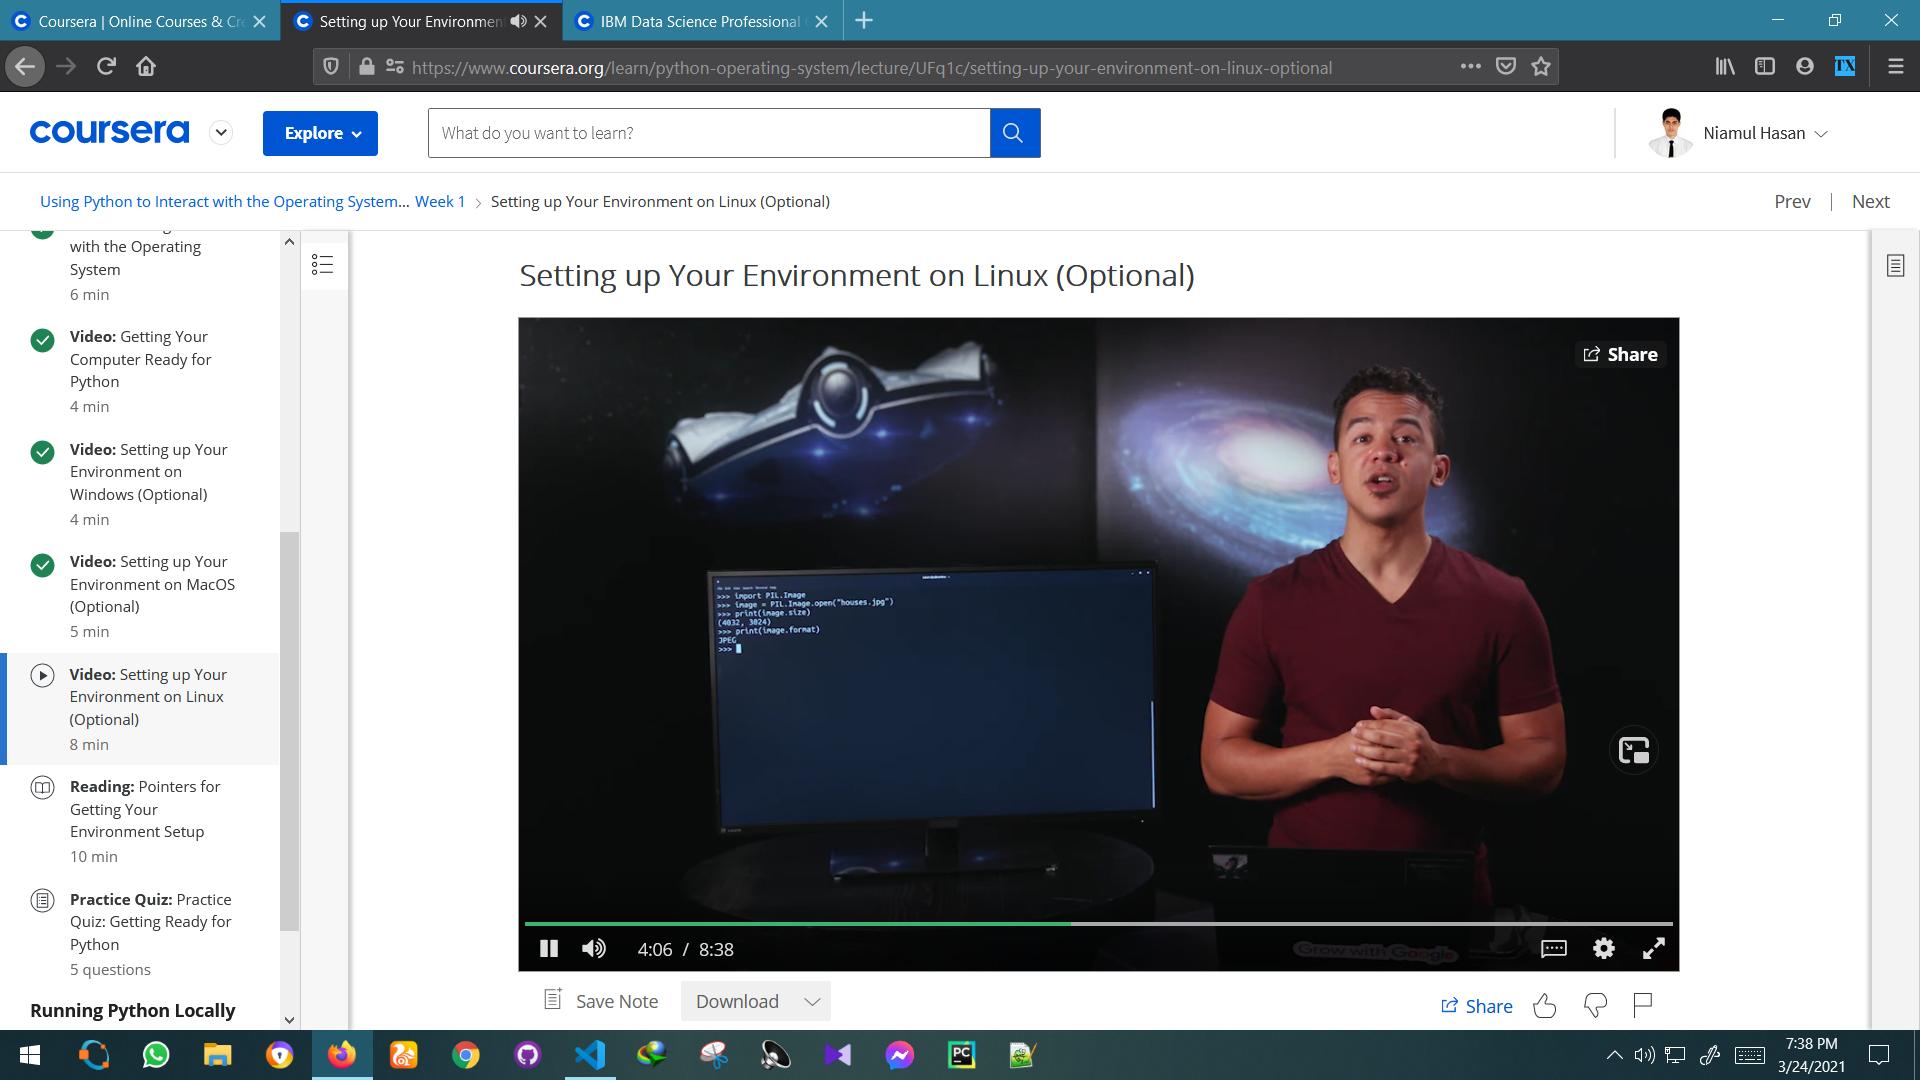 Coursera | Online Courses & Cre
Setting up Your Environmen
IBM Data Science Professional
https://www.coursera.org/learn/python-operating-system/lecture/UFq1c/setting-up-your-environment-on-linux-optional
TX
coursera
Explore
What do you want to learn?
Niamul Hasan
Using Python to Interact with the Operating System... Week 1 > Setting up Your Environment on Linux (Optional)
Prev | Next
with the Operating
System
6 min
Video: Getting Your
Computer Ready for
Python
4 min
Video: Setting up Your
Environment on
Windows (Optional)
4 min
Video: Setting up Your
Environment on MacOS
(Optional)
5 min
Video: Setting up Your
Environment on Linux
(Optional)
8 min
Reading: Pointers for
Getting Your
Environment Setup
10 min
Practice Quiz: Practice
Quiz: Getting Ready for
Python
5 questions
Running Python Locally
Setting up Your Environment on Linux (Optional)
Share
>>> import PIL.Image
>>> image = PIL.Image.open("houses.jpg")
>>> print(image.size)
(4032, 3024)
>>> print(image.format)
JPEG
>>>
4:06 / 8:38
Grow with Google
Save Note
Download
Share
PC
7:38 PM
3/24/2021